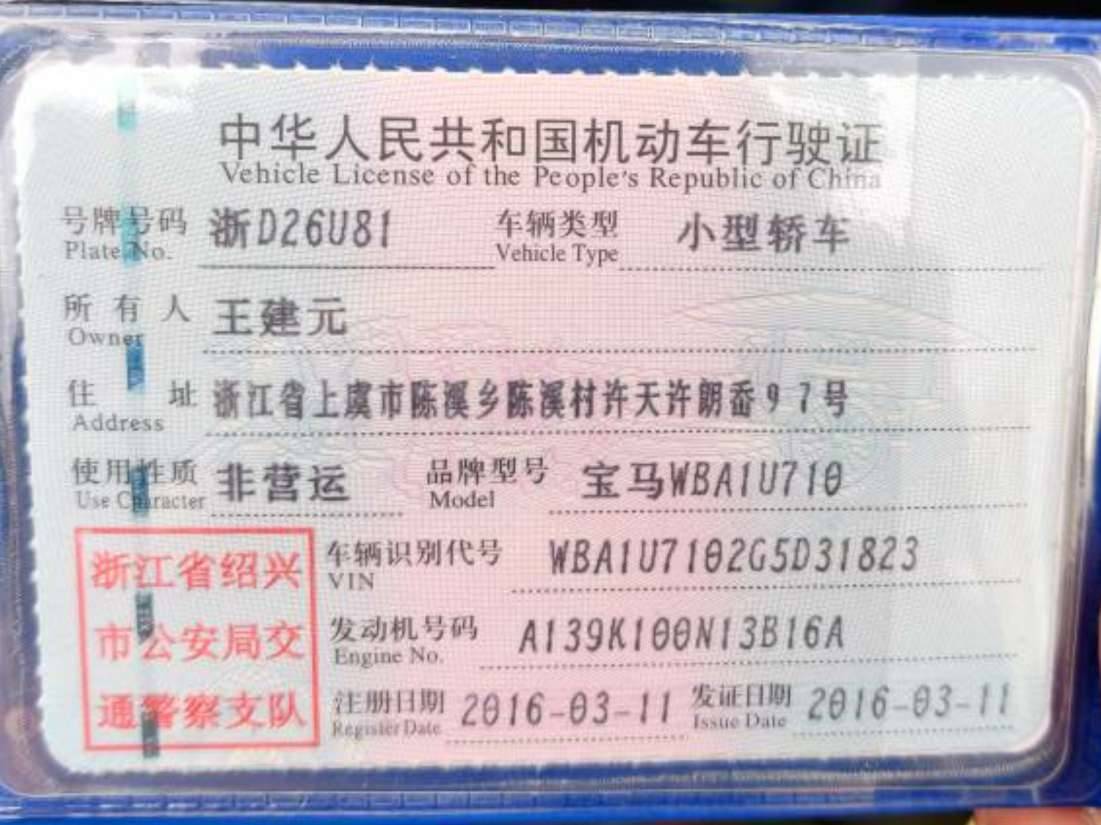 中华人民共和国机动车行驶证
Vehicle License of the People's Republic of China
号牌号码 浙D26U81 车辆类型 小型轿车
Plate No. Vehicle Type
所有人 王建元
Owner
住址 浙江省上虞市陈溪乡陈溪村许天许朗岙97号
Address
使用性质 非营运 品牌型号 宝马WBA1U710
Use Character Model
浙江省绍兴
市公安局交
通警察支队
车辆识别代号 WBA1U7102G5D31823
VIN
发动机号码 A139K100N13B16A
Engine No.
注册日期 2016-03-11 发证日期 2016-03-11
Register Date Issue Date